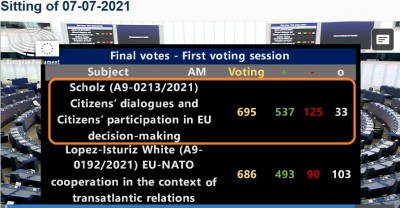 Sitting of 07-07-2021
European Parliament
Final votes - First voting session
Subject AM Voting + - o
Scholz (A9-0213/2021)
Citizens' dialogues and
Citizens' participation in EU
decision-making
695 537 125 33
Lopez-Isturiz White (A9-
0192/2021) EU-NATO
cooperation in the context of
transatlantic relations
686 493 90 103